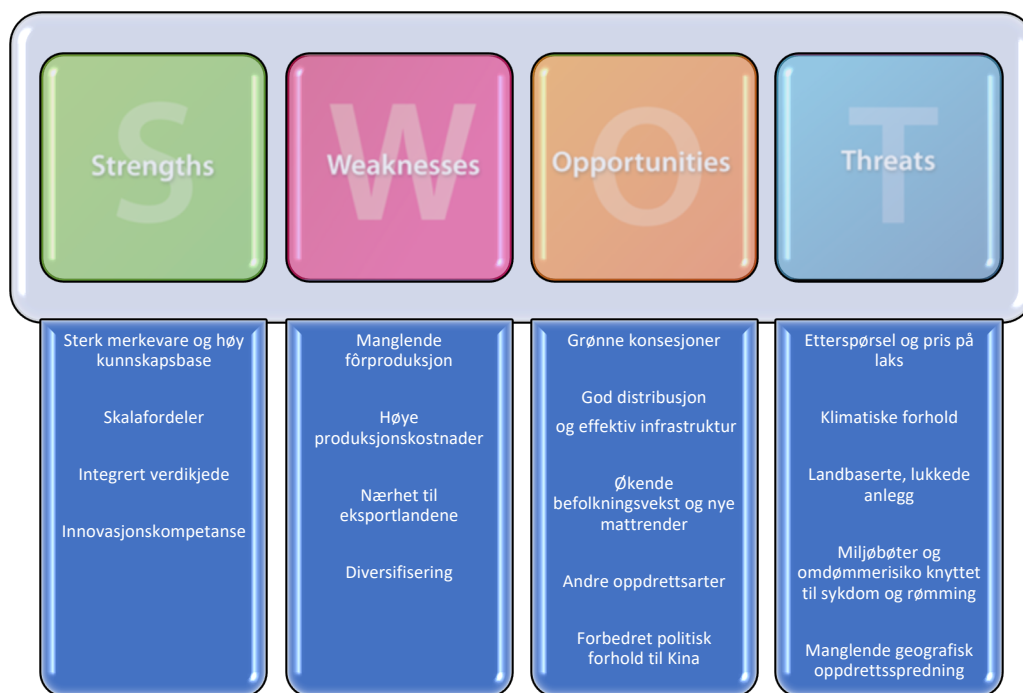 S
Strengths
W
Weaknesses
O
Opportunities
T
Threats
Sterk merkevare og høy
kunnskapsbase
Skalafordeler
Integrert verdikjede
Innovasjonskompetanse
Manglende
fôrproduksjon
Høye
produksjonskostnader
Nærhet til
eksportlandene
Diversifisering
Grønne konsesjoner
God distribusjon
og effektiv infrastruktur
Økende
befolkningsvekst og nye
mattrender
Andre oppdrettsarter
Forbedret politisk
forhold til Kina
Etterspørsel og pris på
laks
Klimatiske forhold
Landbaserte, lukkede
anlegg
Miljøbøter og
omdømmerisiko knyttet
til sykdom og rømming
Manglende geografisk
oppdrettsspredning